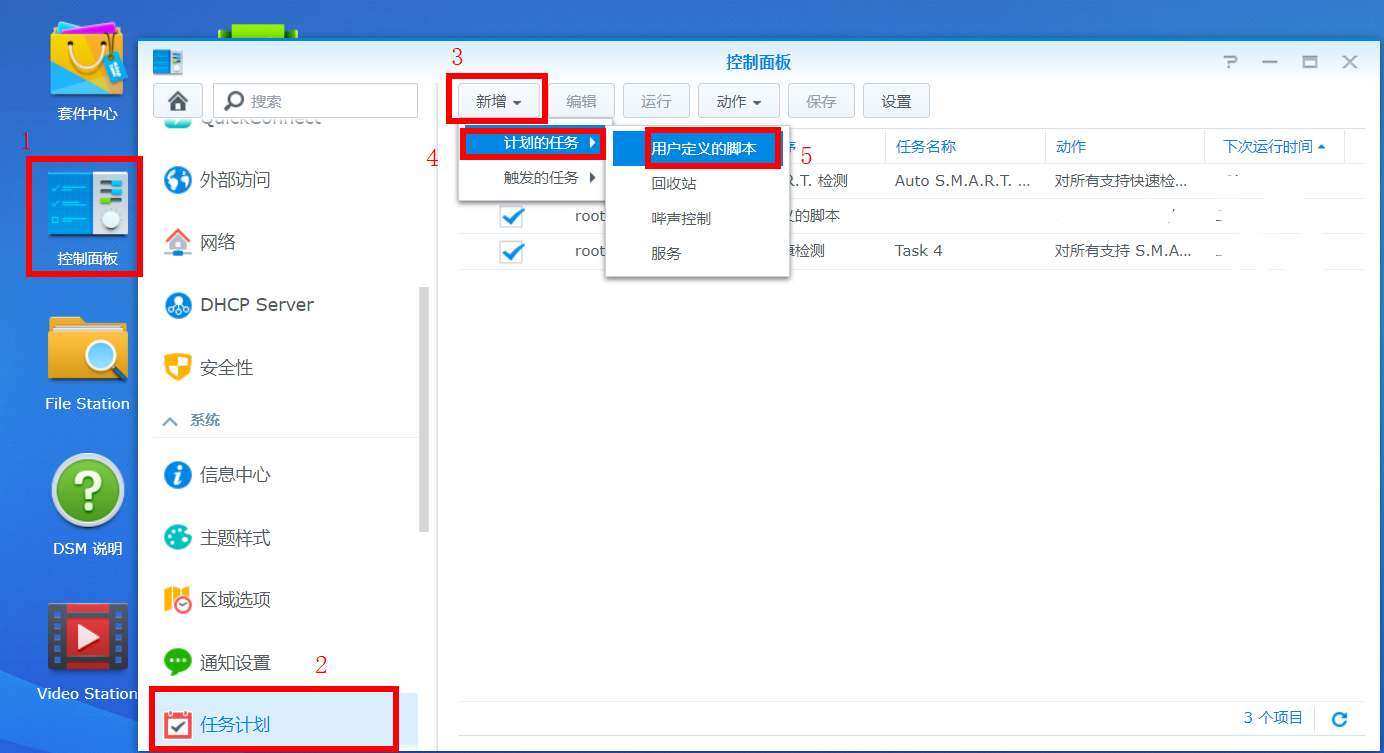 套件中心
1
控制面板
File Station
DSM 说明
Video Station
控制面板
搜索
QuickConnect
外部访问
网络
DHCP Server
安全性
系统
信息中心
主题样式
区域选项
通知设置
2
任务计划
3
新增
编辑
运行
动作
保存
设置
4
计划的任务
触发的任务
用户定义的脚本
5
回收站
哔声控制
服务
序 任务名称 动作 下次运行时间
R.T. 检测 Auto S.M.A.R.T. ... 对所有支持快速检...
root 义的脚本
root 康检测 Task 4 对所有支持 S.M.A...
3 个项目